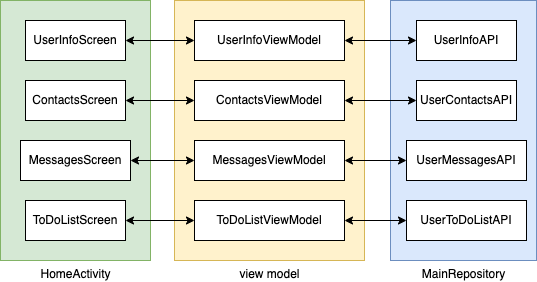 UserInfoScreen
UserInfoViewModel
UserInfoAPI
ContactsScreen
ContactsViewModel
UserContactsAPI
MessagesScreen
MessagesViewModel
UserMessagesAPI
ToDoListScreen
ToDoListViewModel
UserToDoListAPI
HomeActivity
view model
MainRepository